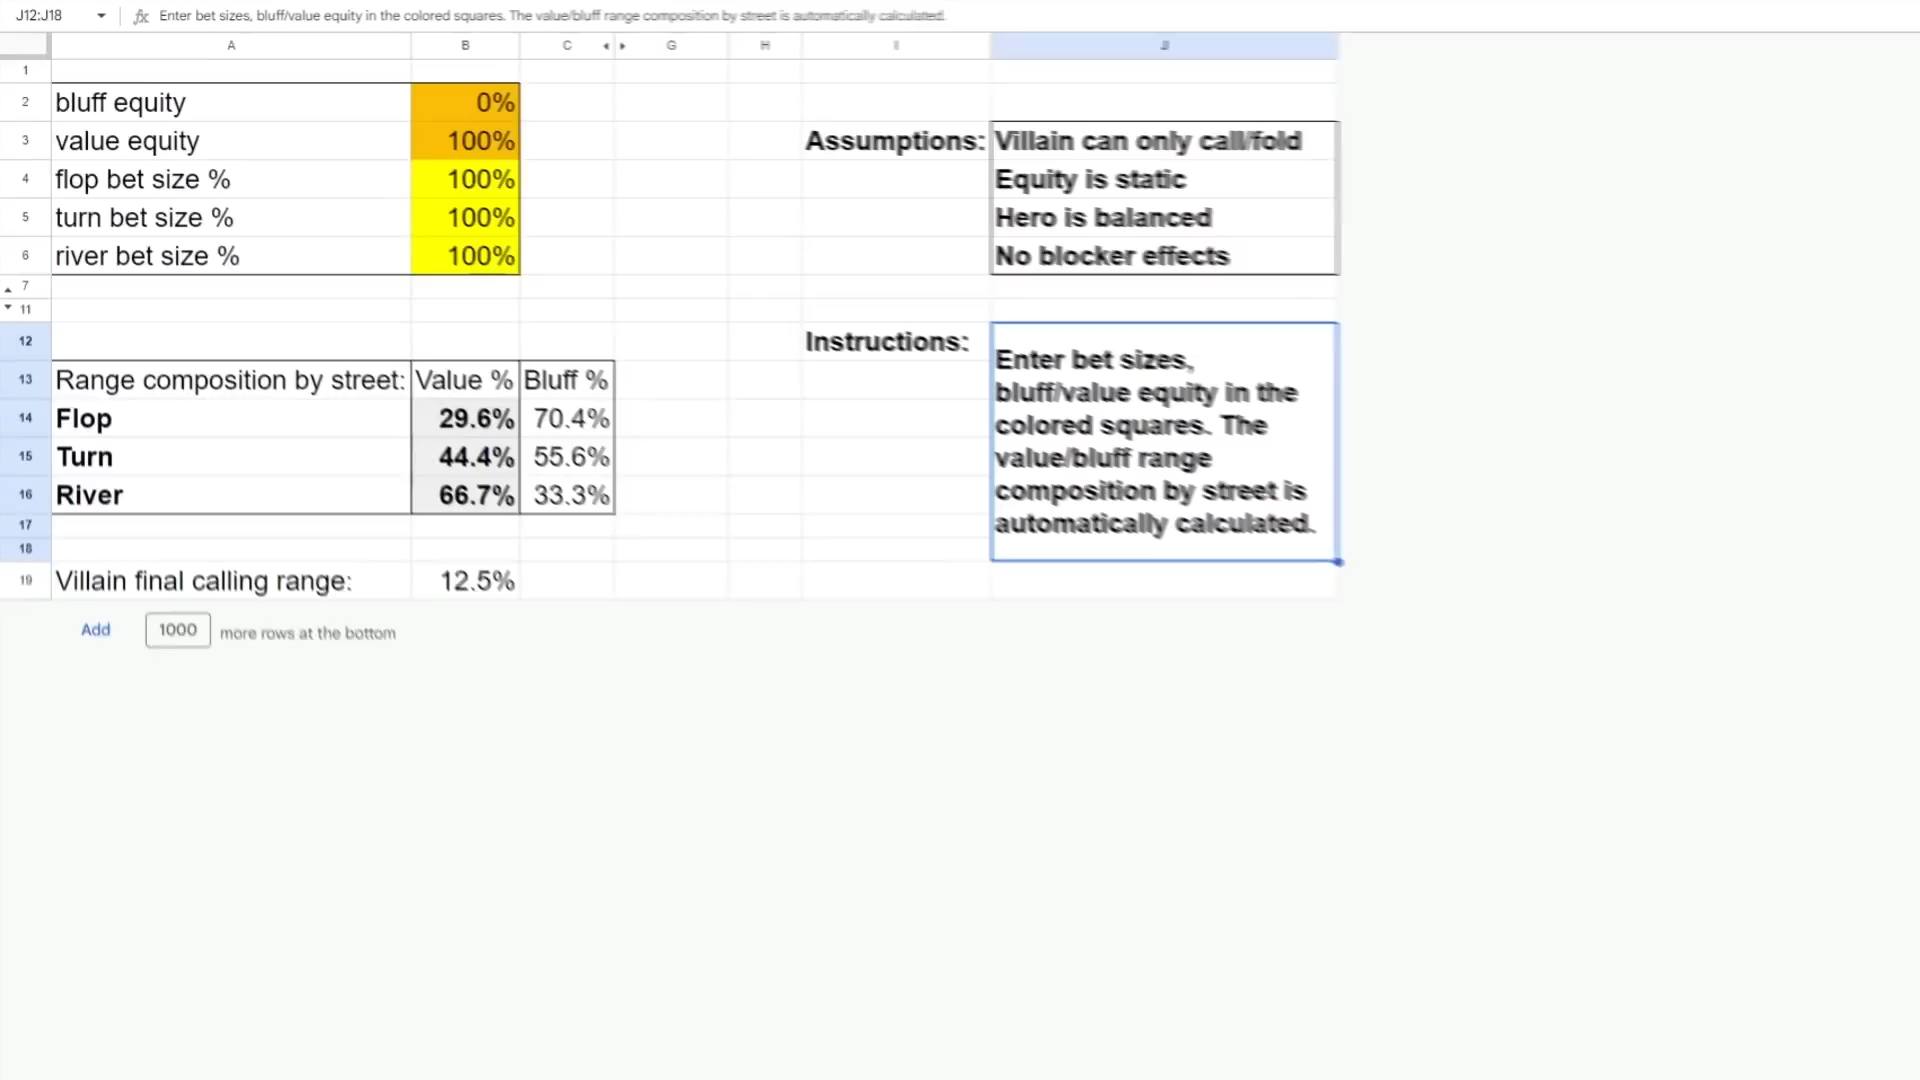 J12:J18
fx Enter bet sizes, bluff/value equity in the colored squares. The value/bluff range composition by street is automatically calculated.
A B C G H I J
1
2 bluff equity 0%
3 value equity 100% Assumptions: Villain can only call/fold
4 flop bet size % 100% Equity is static
5 turn bet size % 100% Hero is balanced
6 river bet size % 100% No blocker effects
7
11
12 Instructions:
Enter bet sizes,
bluff/value equity in the
colored squares. The
value/bluff range
composition by street is
automatically calculated.
13 Range composition by street: Value % Bluff %
14 Flop 29.6% 70.4%
15 Turn 44.4% 55.6%
16 River 66.7% 33.3%
17
18
19 Villain final calling range: 12.5%
Add 1000 more rows at the bottom